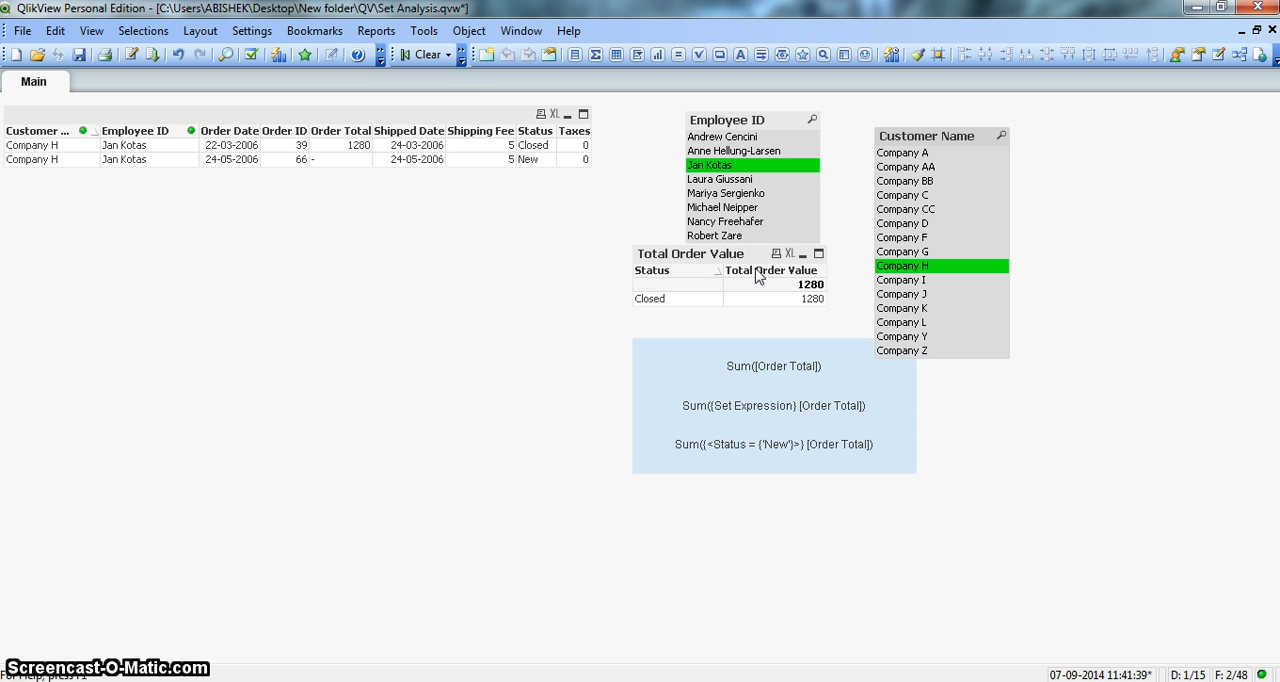 QlikView Personal Edition - [C:\Users\ABISHEK\Desktop\New folder\QV\Set Analysis.qvw*]
File Edit View Selections Layout Settings Bookmarks Reports Tools Object Window Help
Clear
Main
XL
Customer ... Employee ID Order Date Order ID Order Total Shipped Date Shipping Fee Status Taxes
Company H Jan Kotas 22-03-2006 39 1280 24-03-2006 5 Closed 0
Company H Jan Kotas 24-05-2006 66 - 24-05-2006 5 New 0
Employee ID
Andrew Cencini
Anne Hellung-Larsen
Jan Kotas
Laura Giussani
Mariya Sergienko
Michael Neipper
Nancy Freehafer
Robert Zare
Customer Name
Company A
Company AA
Company BB
Company C
Company CC
Company D
Company F
Company G
Company H
Company I
Company J
Company K
Company L
Company Y
Company Z
Total Order Value XL
Status Total Order Value
1280
Closed 1280
Sum([Order Total])
Sum({Set Expression} [Order Total])
Sum({<Status = {'New'}>} [Order Total])
Screencast-O-Matic.com
For Help, press F1
07-09-2014 11:41:39* D: 1/15 F: 2/48